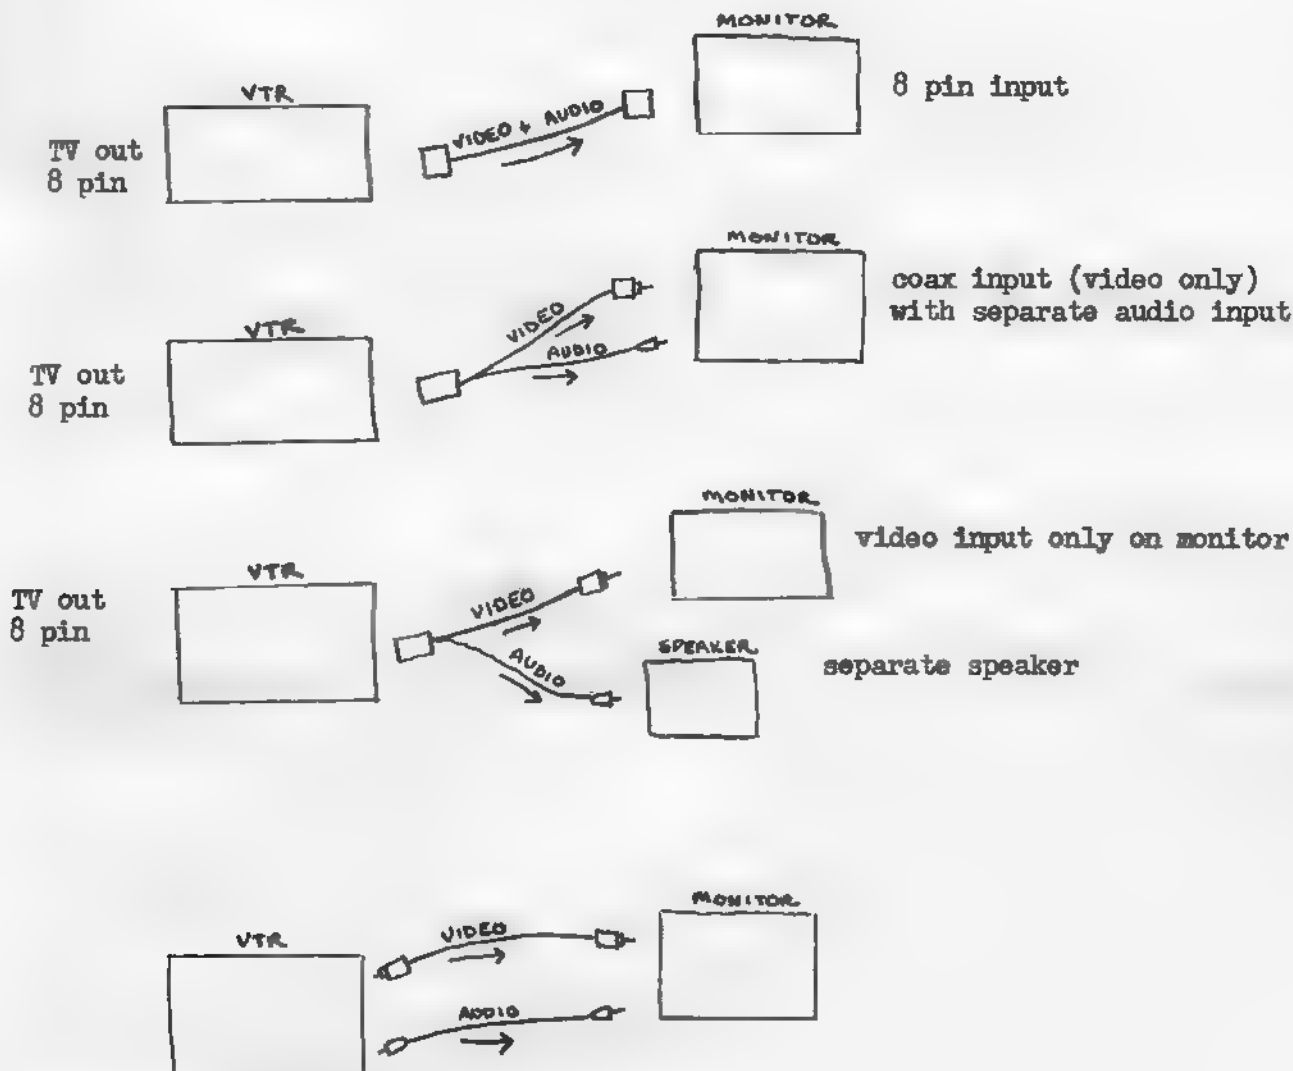 MONITOR
VTR
8 pin input
TV out
8 pin
VIDEO + AUDIO
MONITOR
VTR
coax input (video only)
with separate audio input
TV out
8 pin
VIDEO
AUDIO
MONITOR
VTR
video input only on monitor
TV out
8 pin
VIDEO
AUDIO
SPEAKER
separate speaker
MONITOR
VTR
VIDEO
AUDIO